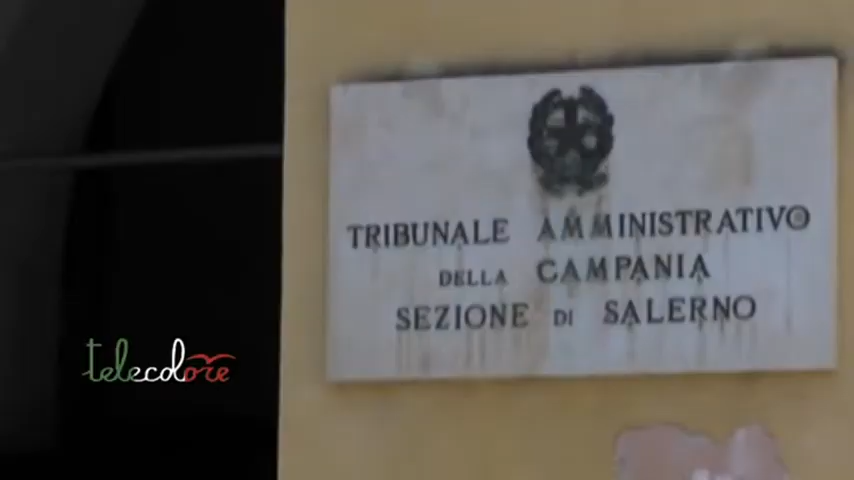 TRIBUNALE AMMINISTRATIVO
DELLA CAMPANIA
SEZIONE DI SALERNO
telecolore